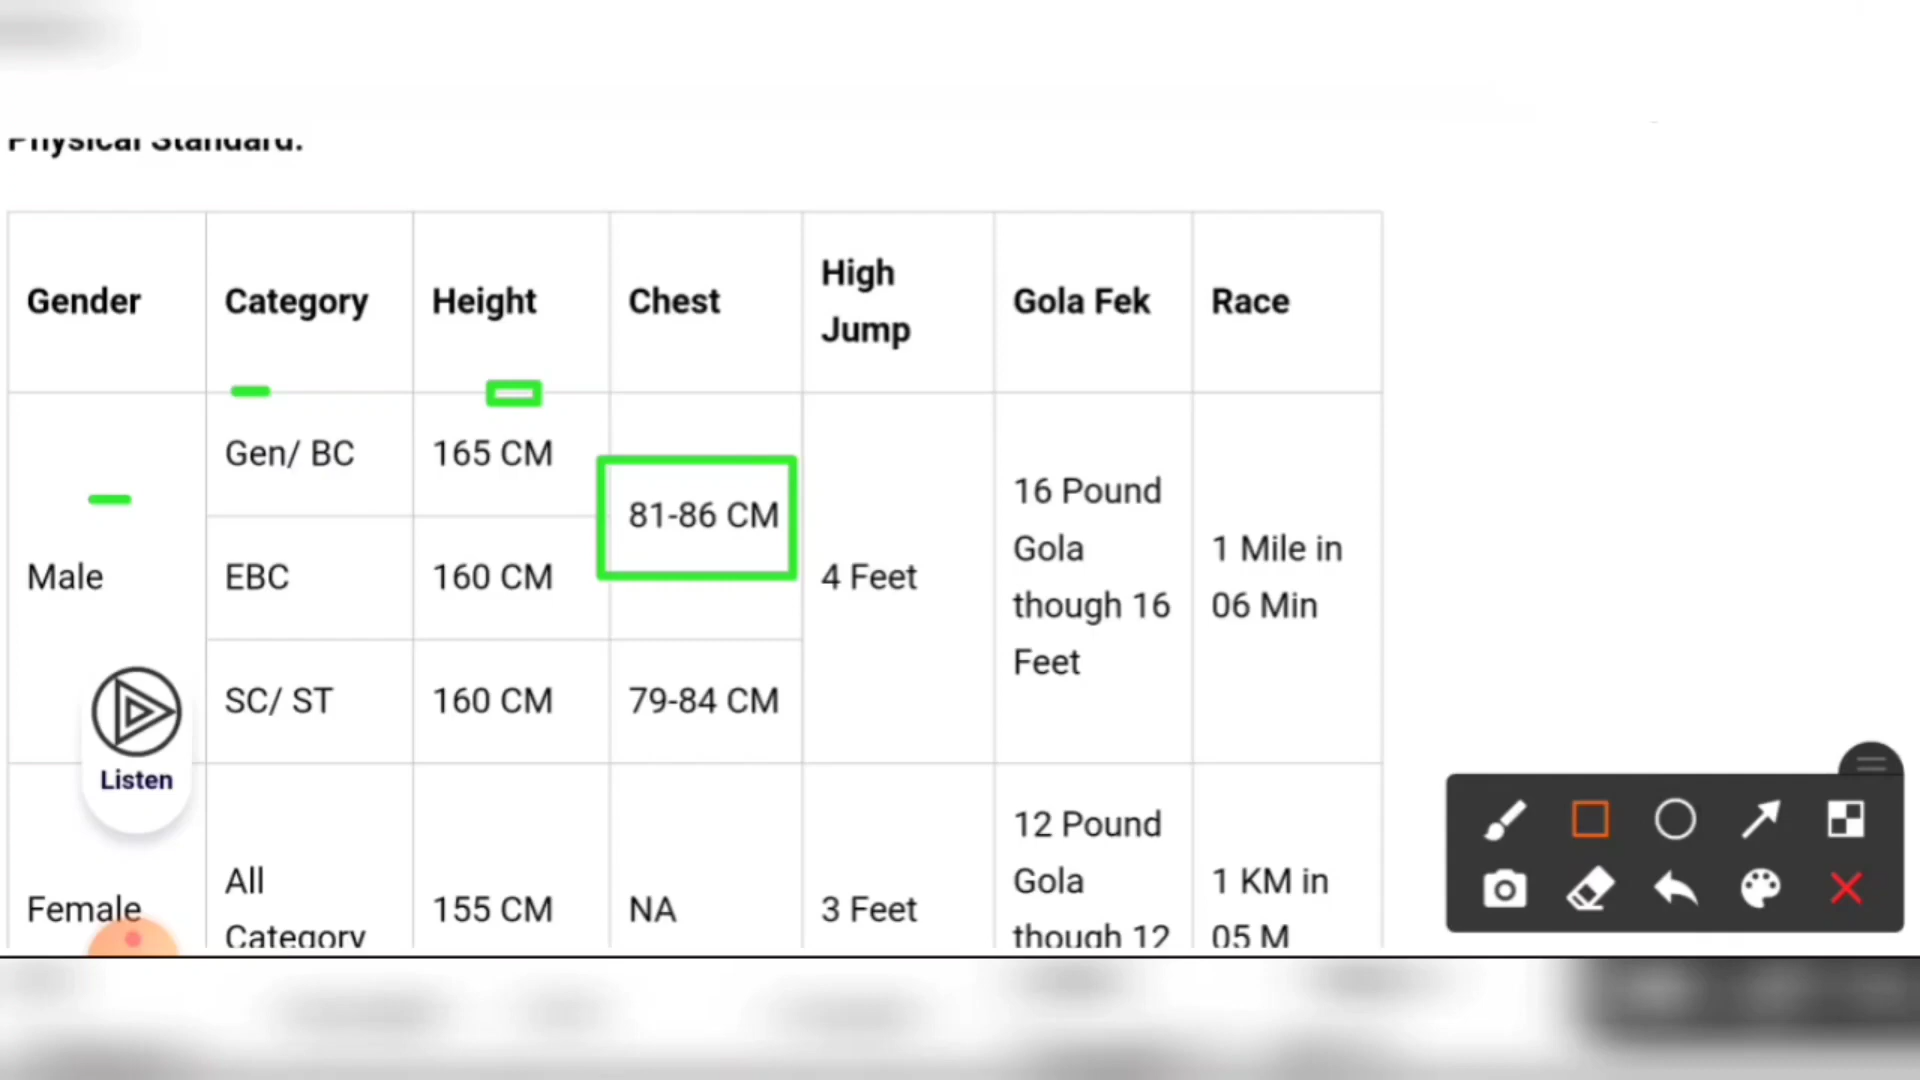 Physical Standard:
Gender Category Height Chest High Jump Gola Fek Race
Male
Gen/ BC 165 CM
81-86 CM
EBC 160 CM
SC/ ST 160 CM 79-84 CM
4 Feet
16 Pound
Gola
though 16
Feet
1 Mile in
06 Min
Listen
Female
All
Category
155 CM
NA
3 Feet
12 Pound
Gola
though 12
1 KM in
05 M